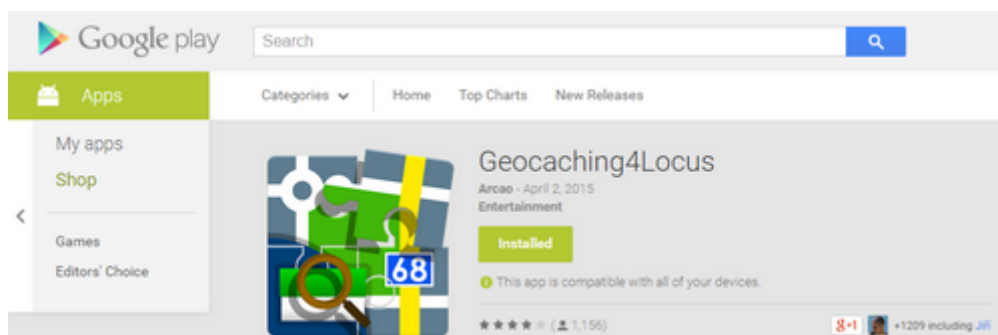 Google play
Search
Apps
Categories
Home
Top Charts
New Releases
My apps
Shop
Games
Editors' Choice
68
Geocaching4Locus
Arcao - April 2, 2015
Entertainment
Installed
This app is compatible with all of your devices.
(1,156)
g+1
+1209 including Jiří